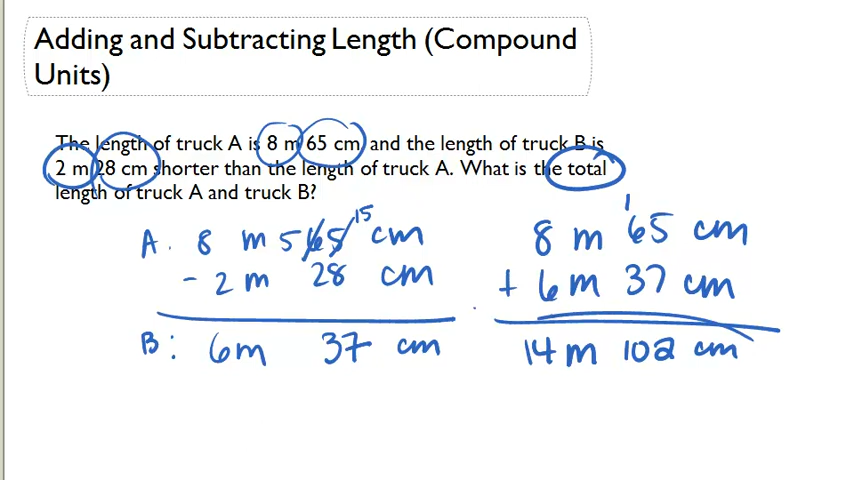 Adding and Subtracting Length (Compound
Units)
The length of truck A is 8 m 65 cm and the length of truck B is
2 m 28 cm shorter than the length of truck A. What is the total
length of truck A and truck B?
A. 8 m 5 65 15 cm
- 2 m 28 cm
B: 6m 37 cm
1
8 m 65 cm
+ 6m 37 cm
14 m 102 cm